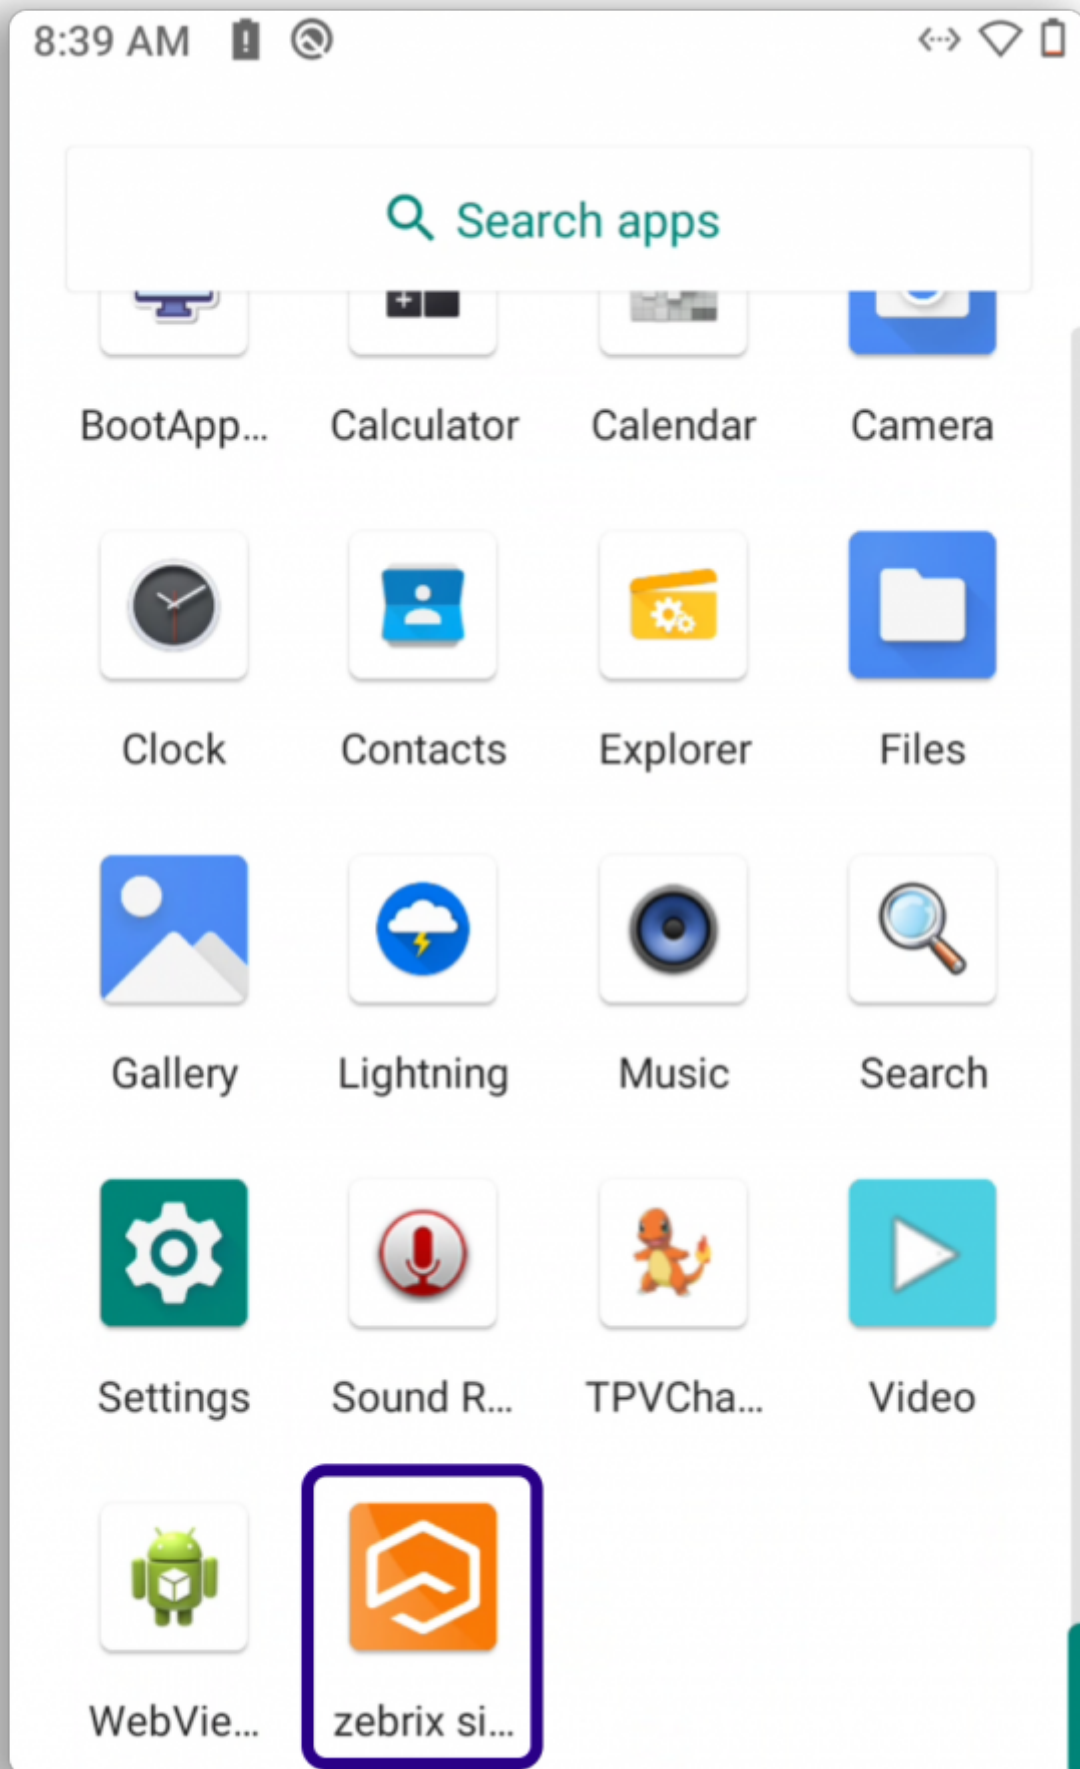 8:39 AM
Search apps
BootApp... Calculator Calendar Camera
Clock Contacts Explorer Files
Gallery Lightning Music Search
Settings Sound R... TPVCha... Video
WebVie... zebrix si...